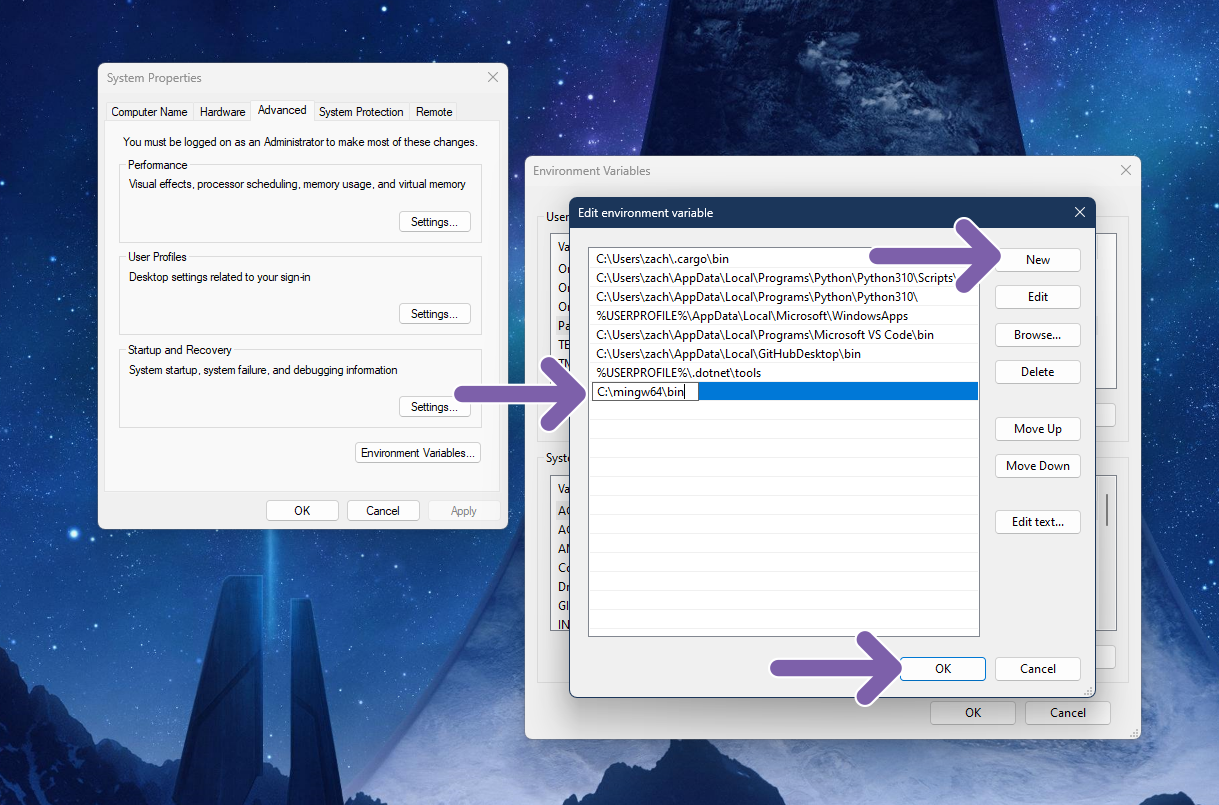 System Properties
Computer Name
Hardware
Advanced
System Protection
Remote
You must be logged on as an Administrator to make most of these changes.
Performance
Visual effects, processor scheduling, memory usage, and virtual memory
Settings...
User Profiles
Desktop settings related to your sign-in
Settings...
Startup and Recovery
System startup, system failure, and debugging information
Settings...
Environment Variables...
OK
Cancel
Apply
Environment Variables
User
Va
On
On
On
Pa
TE
TM
Syste
Va
AC
AC
AM
Co
Dr
GI
IN
OK
Cancel
Edit environment variable
C:\Users\zach\.cargo\bin
C:\Users\zach\AppData\Local\Programs\Python\Python310\Scripts\
C:\Users\zach\AppData\Local\Programs\Python\Python310\
%USERPROFILE%\AppData\Local\Microsoft\WindowsApps
C:\Users\zach\AppData\Local\Programs\Microsoft VS Code\bin
C:\Users\zach\AppData\Local\GitHubDesktop\bin
%USERPROFILE%\.dotnet\tools
C:\mingw64\bin
New
Edit
Browse...
Delete
Move Up
Move Down
Edit text...
OK
Cancel